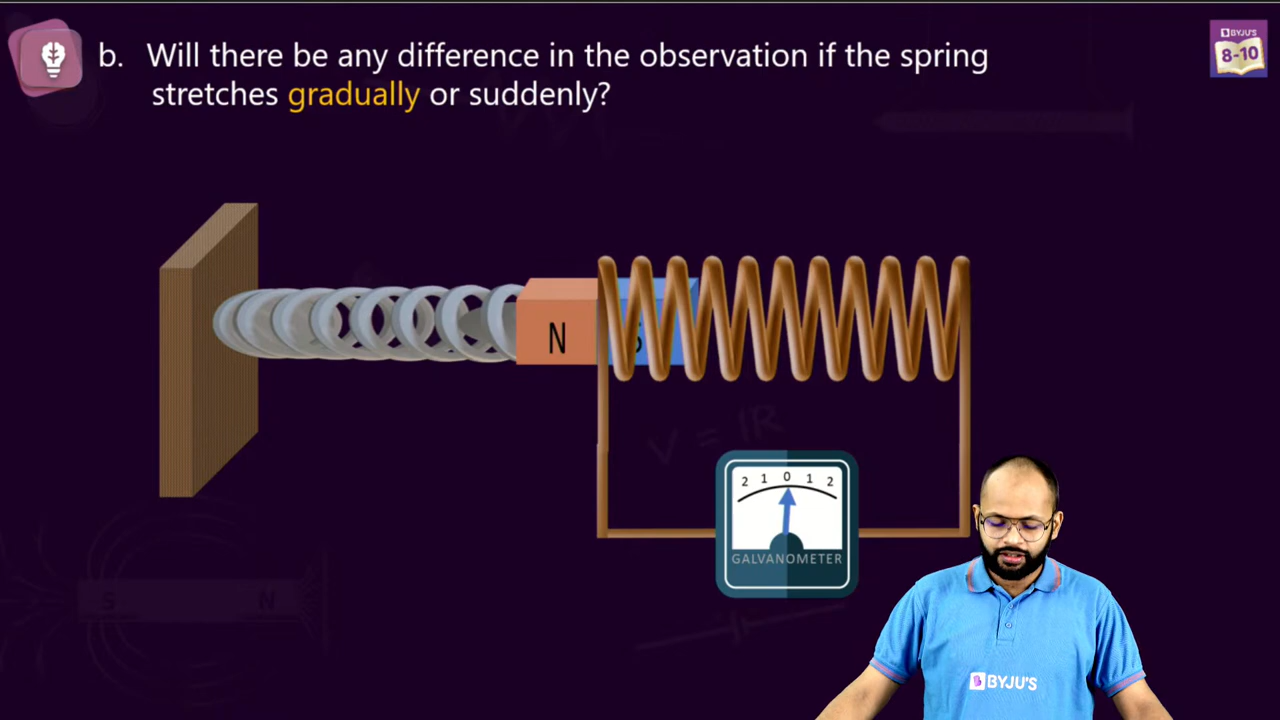 b. Will there be any difference in the observation if the spring
stretches gradually or suddenly?
BYJU'S
8-10
N
S
V = IR
2 1 0 1 2
GALVANOMETER
S N
BYJU'S